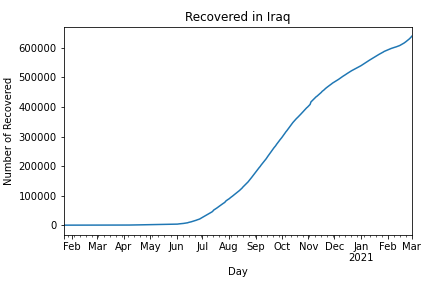 Recovered in Iraq
Number of Recovered
600000
500000
400000
300000
200000
100000
0
Feb Mar Apr May Jun Jul Aug Sep Oct Nov Dec Jan Feb Mar
2021
Day